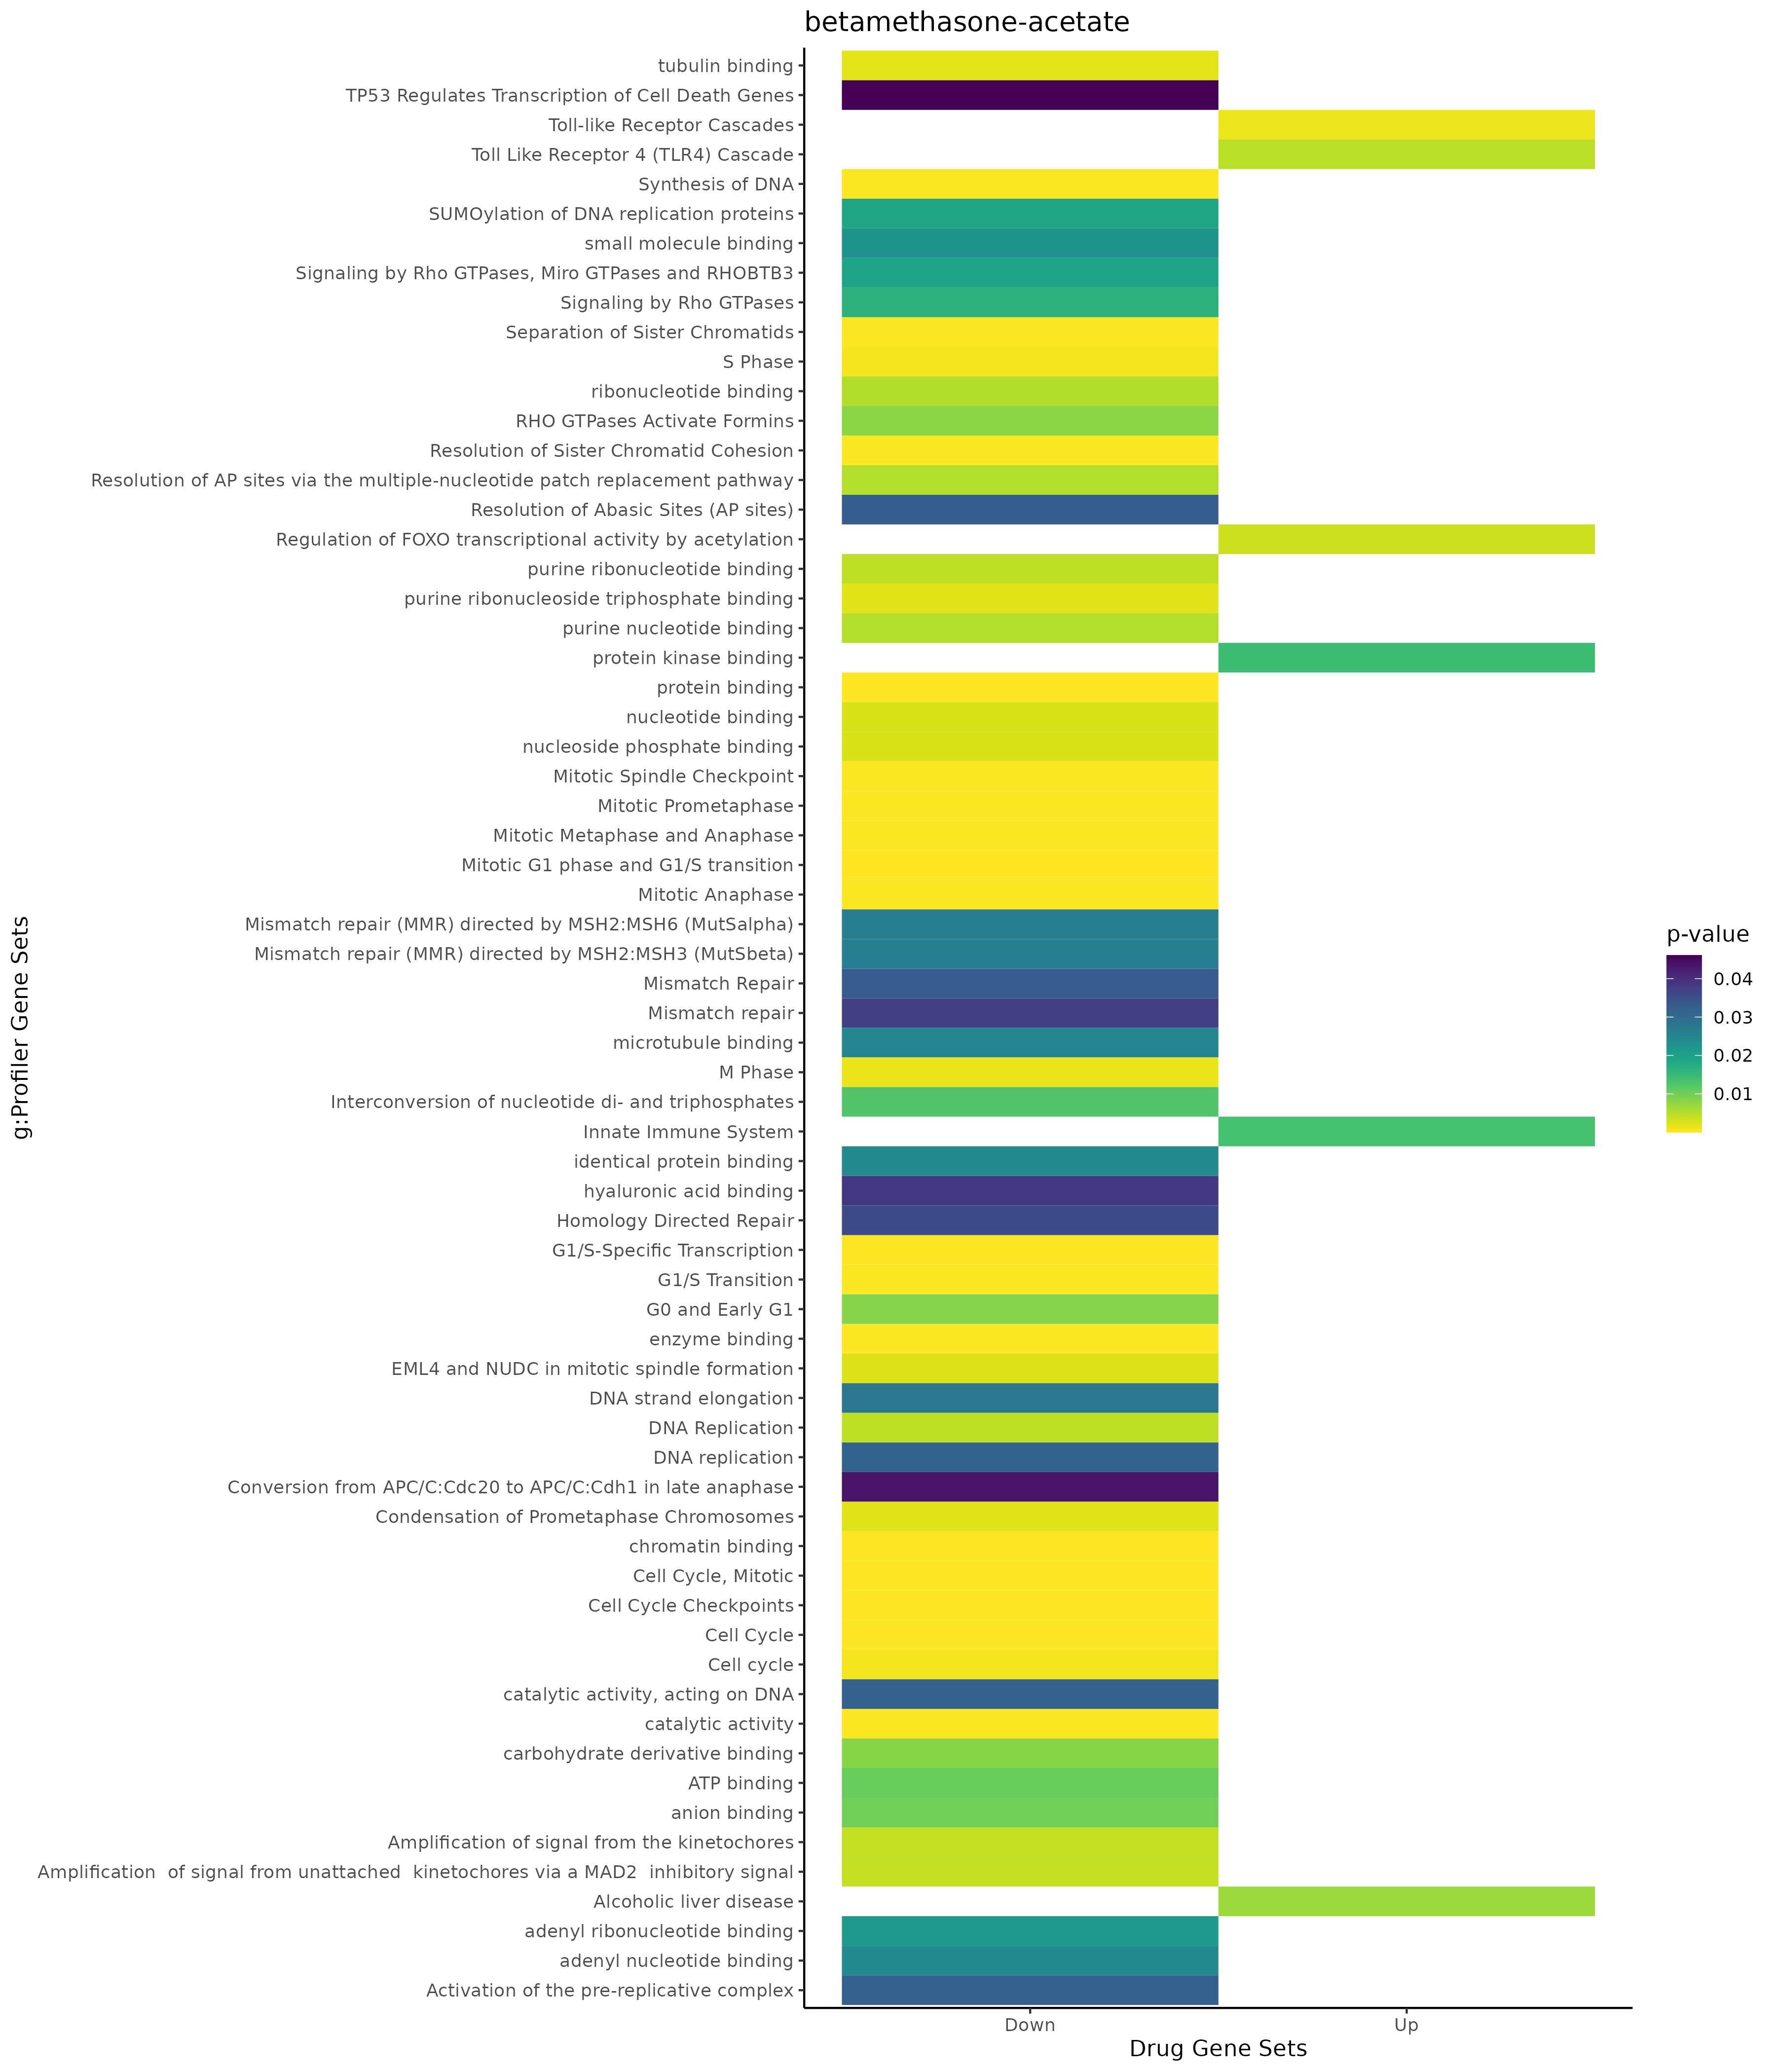 betamethasone-acetate
tubulin binding
TP53 Regulates Transcription of Cell Death Genes
Toll-like Receptor Cascades
Toll Like Receptor 4 (TLR4) Cascade
Synthesis of DNA
SUMOylation of DNA replication proteins
small molecule binding
Signaling by Rho GTPases, Miro GTPases and RHOBTB3
Signaling by Rho GTPases
Separation of Sister Chromatids
S Phase
ribonucleotide binding
RHO GTPases Activate Formins
Resolution of Sister Chromatid Cohesion
Resolution of AP sites via the multiple-nucleotide patch replacement pathway
Resolution of Abasic Sites (AP sites)
Regulation of FOXO transcriptional activity by acetylation
purine ribonucleotide binding
purine ribonucleoside triphosphate binding
purine nucleotide binding
protein kinase binding
protein binding
nucleotide binding
nucleoside phosphate binding
Mitotic Spindle Checkpoint
Mitotic Prometaphase
Mitotic Metaphase and Anaphase
Mitotic G1 phase and G1/S transition
Mitotic Anaphase
Mismatch repair (MMR) directed by MSH2:MSH6 (MutSalpha)
Mismatch repair (MMR) directed by MSH2:MSH3 (MutSbeta)
Mismatch Repair
Mismatch repair
microtubule binding
M Phase
Interconversion of nucleotide di- and triphosphates
Innate Immune System
identical protein binding
hyaluronic acid binding
Homology Directed Repair
G1/S-Specific Transcription
G1/S Transition
G0 and Early G1
enzyme binding
EML4 and NUDC in mitotic spindle formation
DNA strand elongation
DNA Replication
DNA replication
Conversion from APC/C:Cdc20 to APC/C:Cdh1 in late anaphase
Condensation of Prometaphase Chromosomes
chromatin binding
Cell Cycle, Mitotic
Cell Cycle Checkpoints
Cell Cycle
Cell cycle
catalytic activity, acting on DNA
catalytic activity
carbohydrate derivative binding
ATP binding
anion binding
Amplification of signal from the kinetochores
Amplification  of signal from unattached  kinetochores via a MAD2  inhibitory signal
Alcoholic liver disease
adenyl ribonucleotide binding
adenyl nucleotide binding
Activation of the pre-replicative complex
g:Profiler Gene Sets
Down
Up
Drug Gene Sets
p-value
0.04
0.03
0.02
0.01